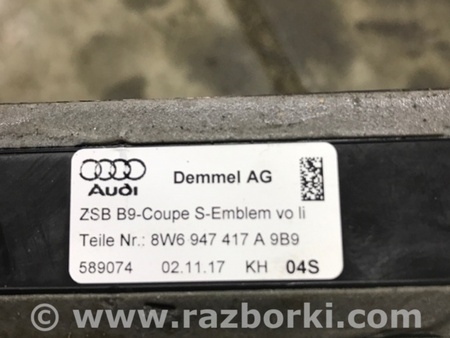 Audi
Demmel AG
ZSB B9-Coupe S-Emblem vo li
Teile Nr.: 8W6 947 417 A 9B9
589074 02.11.17 KH 04S
© www.razborki.com